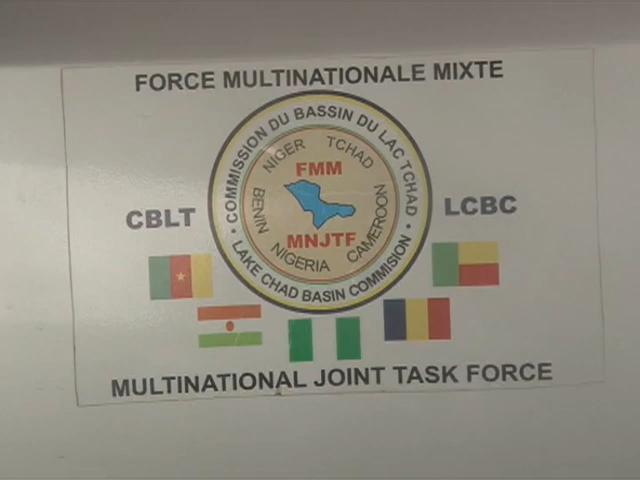 FORCE MULTINATIONALE MIXTE
COMMISSION DU BASSIN DU LAC TCHAD
NIGER TCHAD
FMM
BENIN
CAMEROON
CBLT
LCBC
MNJTF
NIGERIA
LAKE CHAD BASIN COMMISION
MULTINATIONAL JOINT TASK FORCE